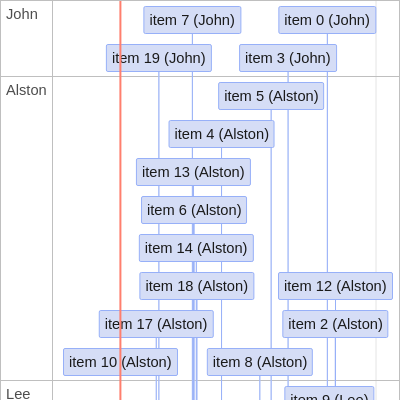 John
item 7 (John)
item 0 (John)
item 19 (John)
item 3 (John)
Alston
item 5 (Alston)
item 4 (Alston)
item 13 (Alston)
item 6 (Alston)
item 14 (Alston)
item 18 (Alston)
item 12 (Alston)
item 17 (Alston)
item 2 (Alston)
item 10 (Alston)
item 8 (Alston)
Lee
item 9 (Lee)